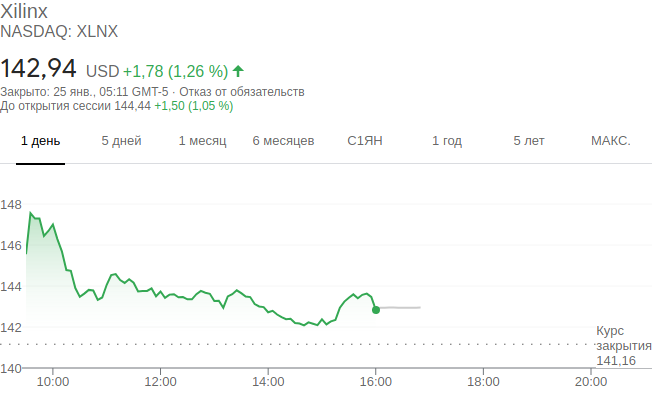 Xilinx
NASDAQ: XLNX
142,94 USD +1,78 (1,26 %)
Закрыто: 25 янв., 05:11 GMT-5 · Отказ от обязательств
До открытия сессии 144,44 +1,50 (1,05 %)
1 день 5 дней 1 месяц 6 месяцев С1ЯН 1 год 5 лет МАКС.
148
146
144
142
Курс
закрытия
141,16
140
10:00 12:00 14:00 16:00 18:00 20:00